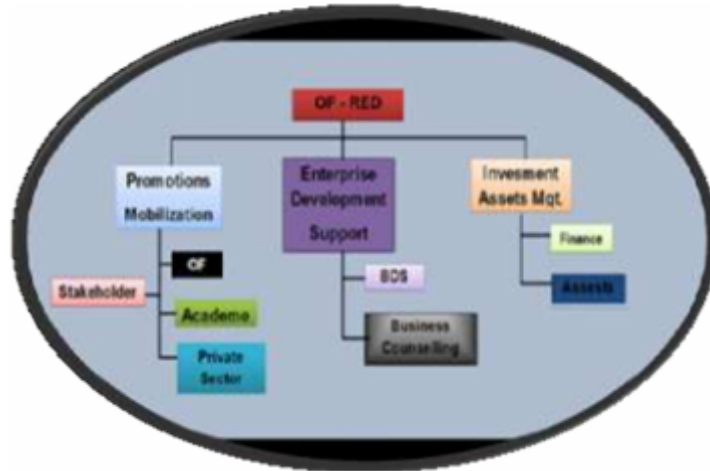 OF - RED
Promotions
Mobilization
Enterprise
Development
Support
Invesment
Assets Mgt.
OF
Stakeholder
Academe
Private
Sector
BDS
Business
Counselling
Finance
Assests